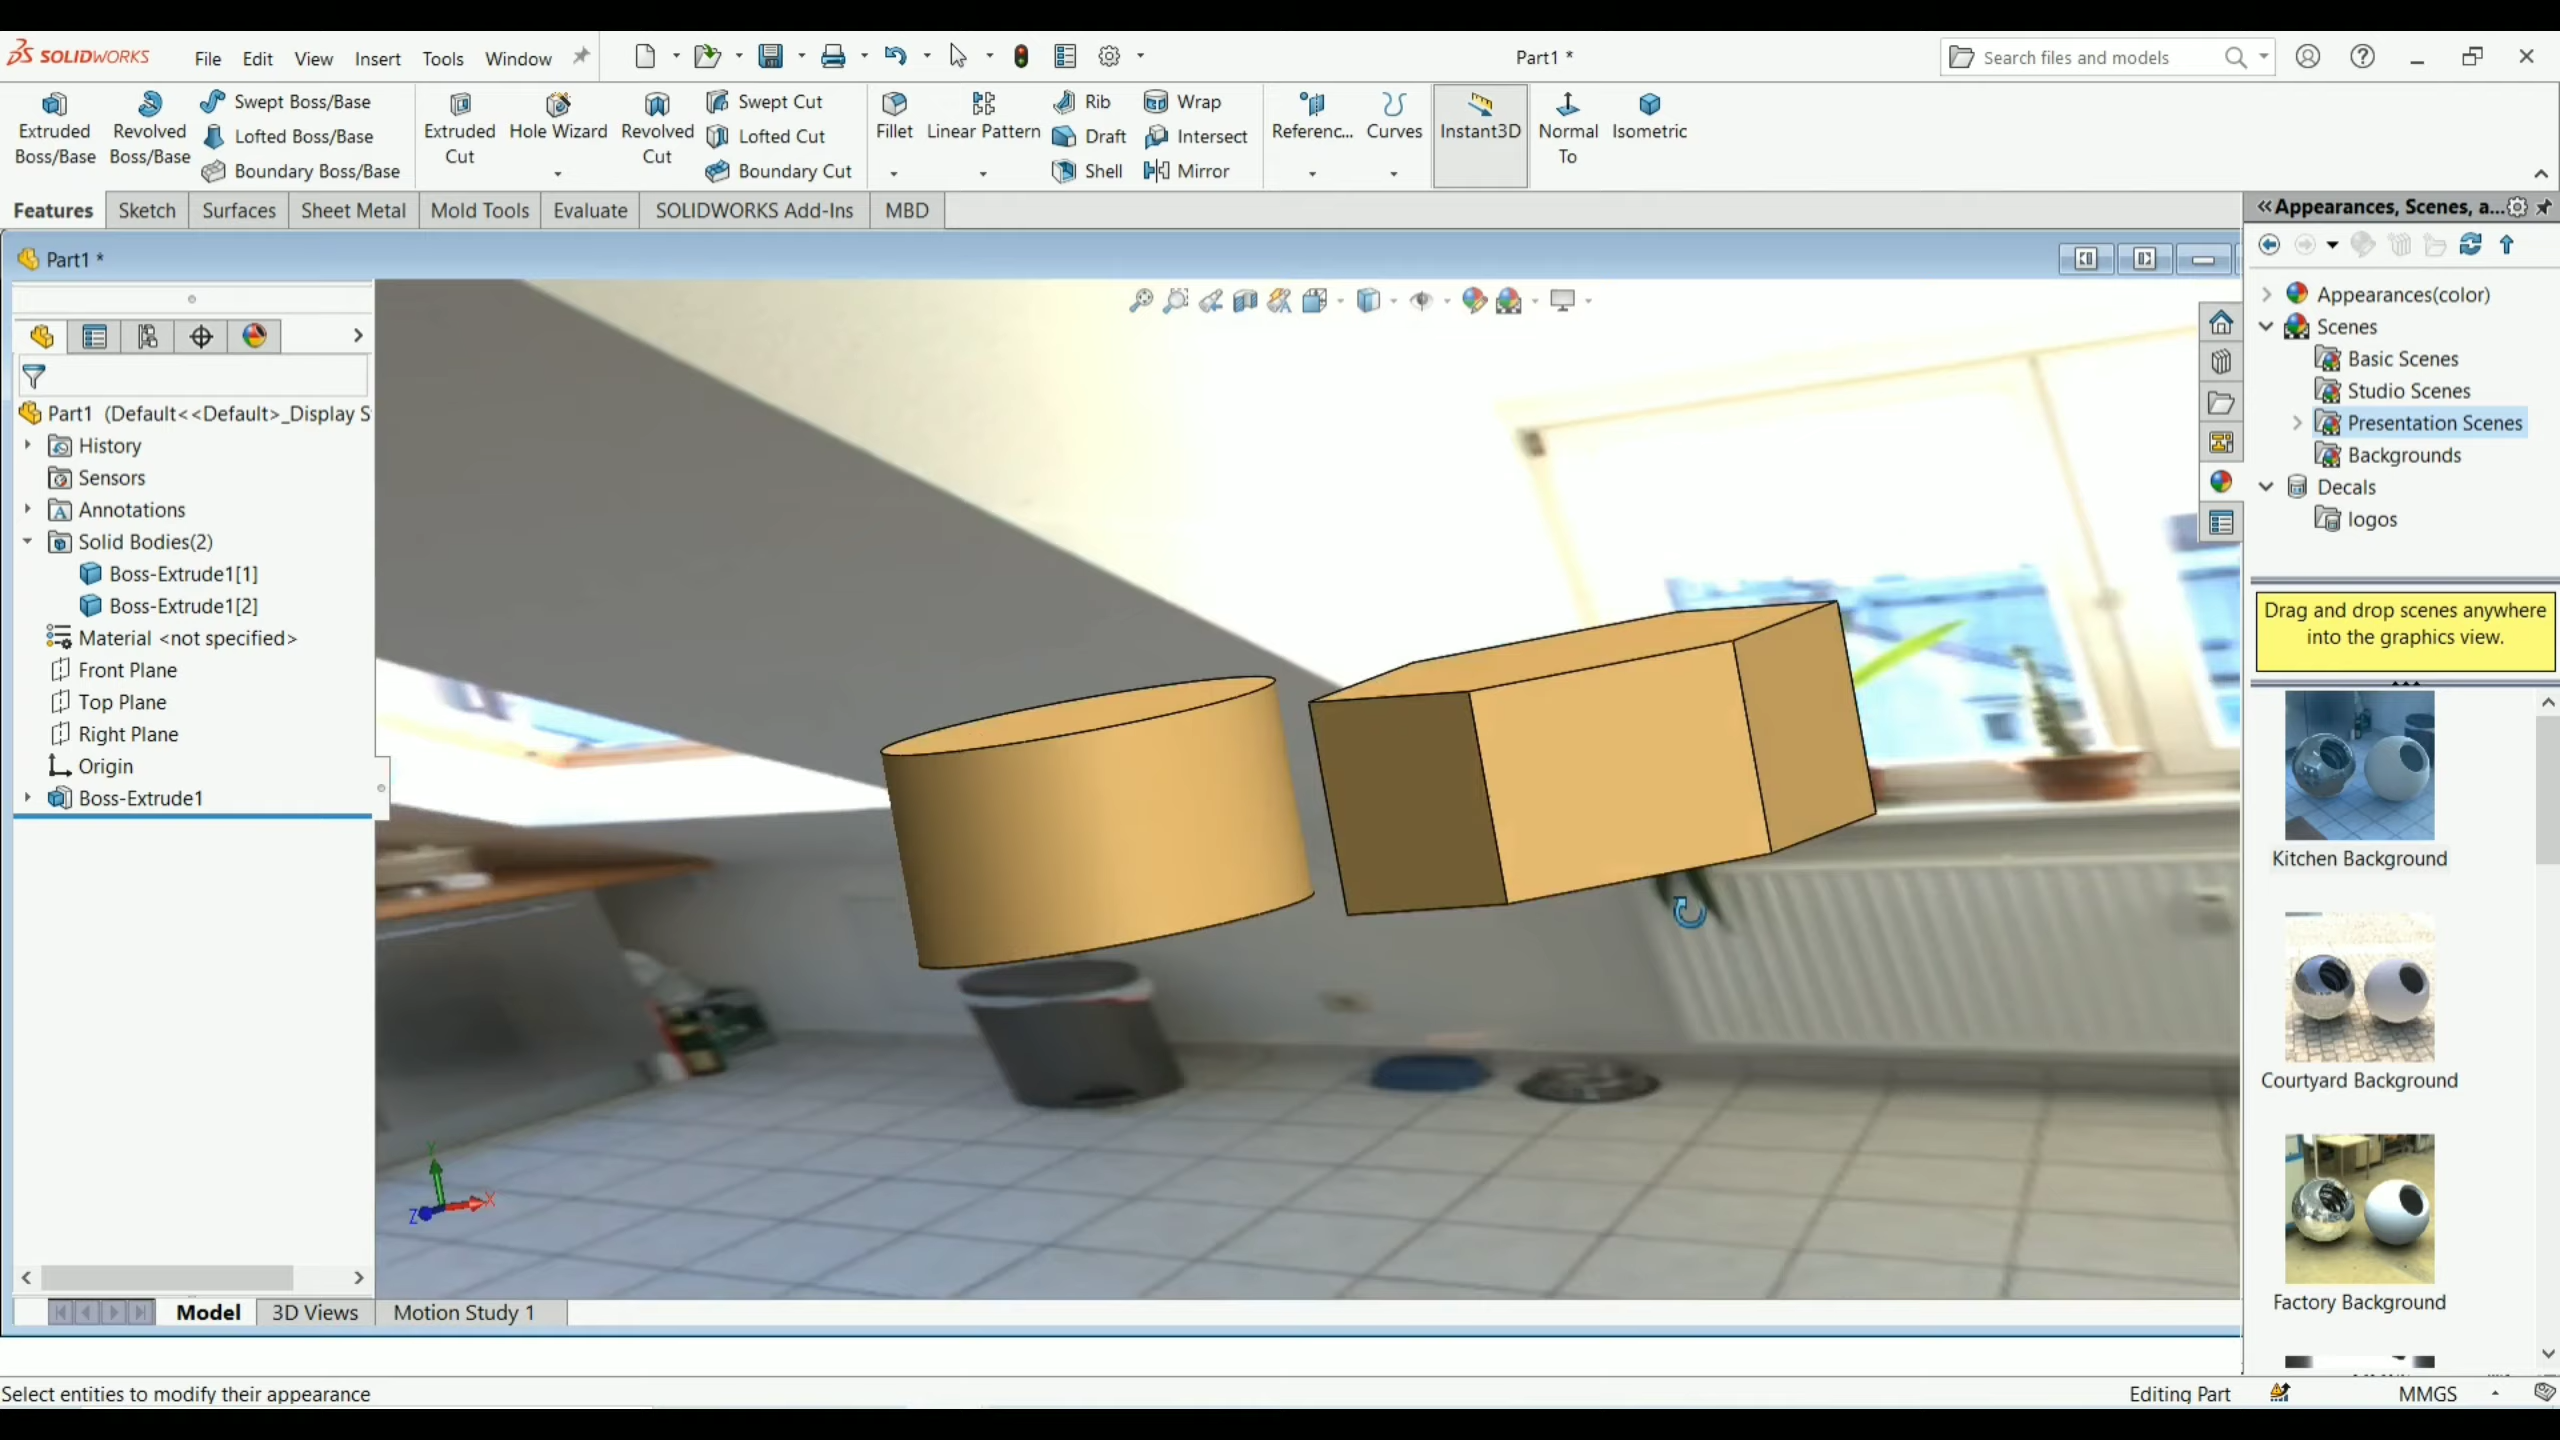 SOLIDWORKS File Edit View Insert Tools Window Part1 * Search files and models
Extruded Boss/Base
Revolved Boss/Base
Swept Boss/Base
Lofted Boss/Base
Boundary Boss/Base
Extruded Cut
Hole Wizard
Revolved Cut
Swept Cut
Lofted Cut
Boundary Cut
Fillet
Linear Pattern
Rib
Draft
Shell
Wrap
Intersect
Mirror
Referenc...
Curves
Instant3D
Normal To
Isometric
Features Sketch Surfaces Sheet Metal Mold Tools Evaluate SOLIDWORKS Add-Ins MBD
Part1 *
Part1 (Default<<Default>_Display S
History
Sensors
Annotations
Solid Bodies(2)
Boss-Extrude1[1]
Boss-Extrude1[2]
Material <not specified>
Front Plane
Top Plane
Right Plane
Origin
Boss-Extrude1
Y
X
Z
Model 3D Views Motion Study 1
Appearances, Scenes, a...
Appearances(color)
Scenes
Basic Scenes
Studio Scenes
Presentation Scenes
Backgrounds
Decals
logos
Drag and drop scenes anywhere
into the graphics view.
Kitchen Background
Courtyard Background
Factory Background
Select entities to modify their appearance Editing Part MMGS